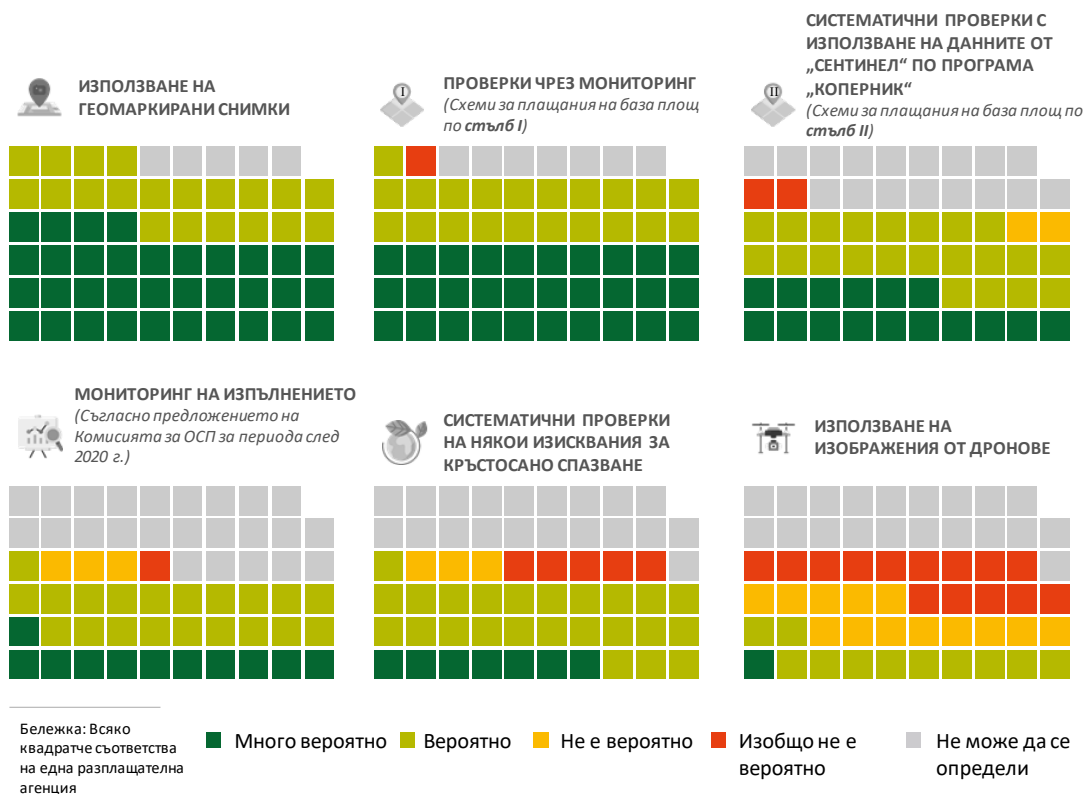 ИЗПОЛЗВАНЕ НА
ГЕОМАРКИРАНИ СНИМКИ
I
ПРОВЕРКИ ЧРЕЗ МОНИТОРИНГ
(Схеми за плащания на база площ
по стълб I)
II
СИСТЕМАТИЧНИ ПРОВЕРКИ С
ИЗПОЛЗВАНЕ НА ДАННИТЕ ОТ
„СЕНТИНЕЛ“ ПО ПРОГРАМА
„КОПЕРНИК“
(Схеми за плащания на база площ по
стълб II)
МОНИТОРИНГ НА ИЗПЪЛНЕНИЕТО
(Съгласно предложението на
Комисията за ОСП за периода след
2020 г.)
СИСТЕМАТИЧНИ ПРОВЕРКИ
НА НЯКОИ ИЗИСКВАНИЯ ЗА
КРЪСТОСАНО СПАЗВАНЕ
ИЗПОЛЗВАНЕ НА
ИЗОБРАЖЕНИЯ ОТ ДРОНОВЕ
Бележка: Всяко
квадратче съответства
на една разплащателна
агенция
Много вероятно
Вероятно
Не е вероятно
Изобщо не е
вероятно
Не може да се
определи